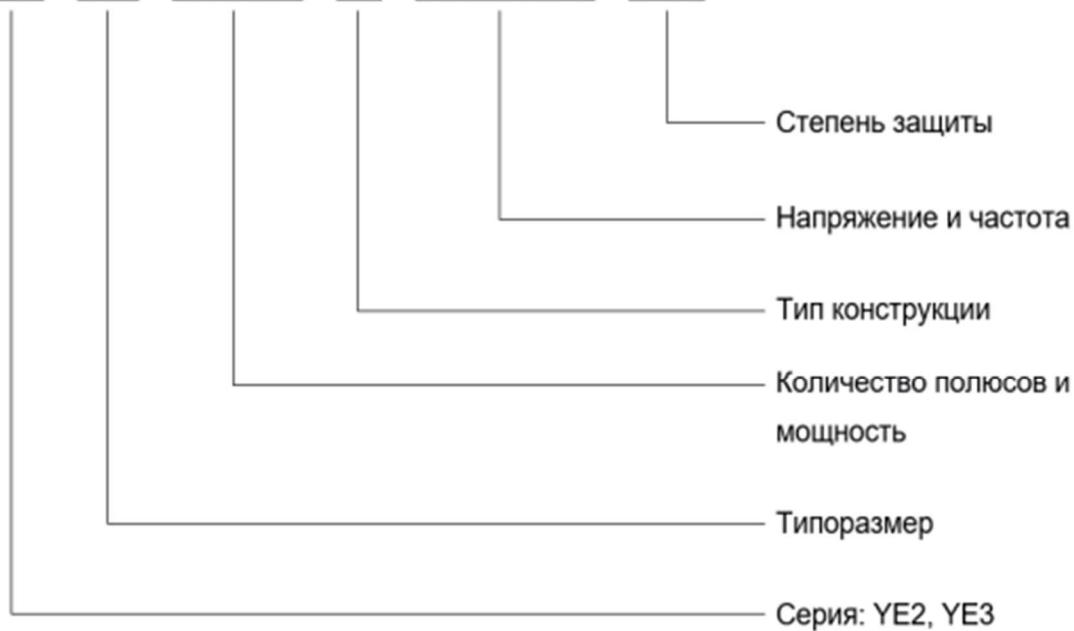 Степень защиты
Напряжение и частота
Тип конструкции
Количество полюсов и
мощность
Типоразмер
Серия: YE2, YE3